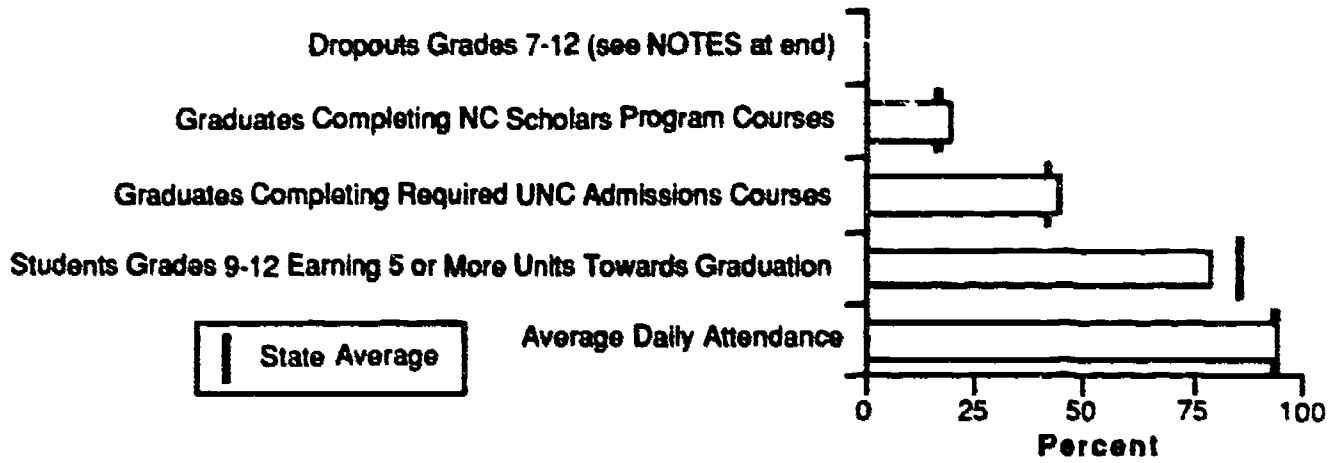 Dropouts Grades 7-12 (see NOTES at end)
Graduates Completing NC Scholars Program Courses
Graduates Completing Required UNC Admissions Courses
Students Grades 9-12 Earning 5 or More Units Towards Graduation
Average Daily Attendance
State Average
0 25 50 75 100
Percent